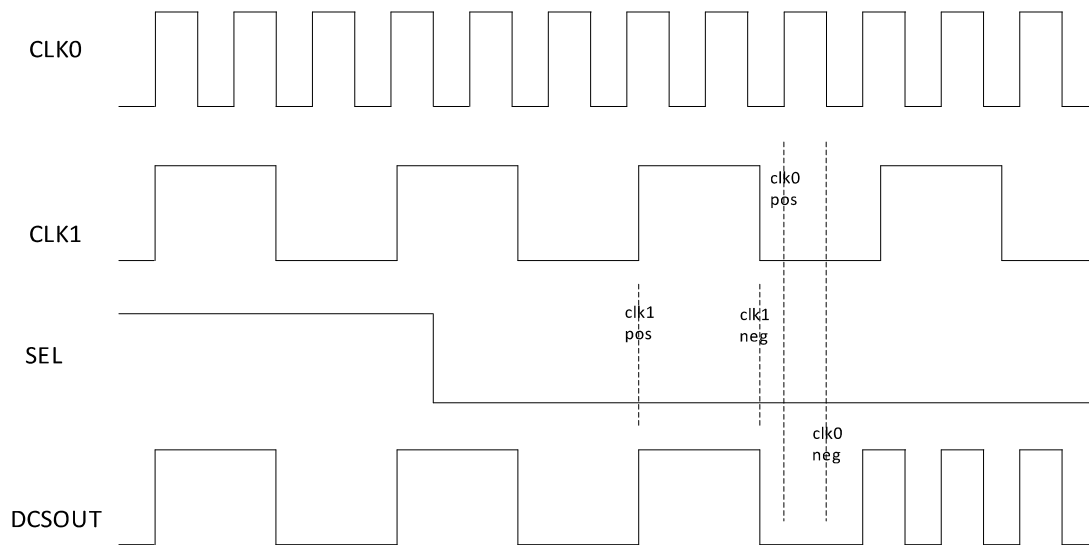 CLK0
clk0
pos
CLK1
clk1
pos
clk1
neg
SEL
clk0
neg
DCSOUT